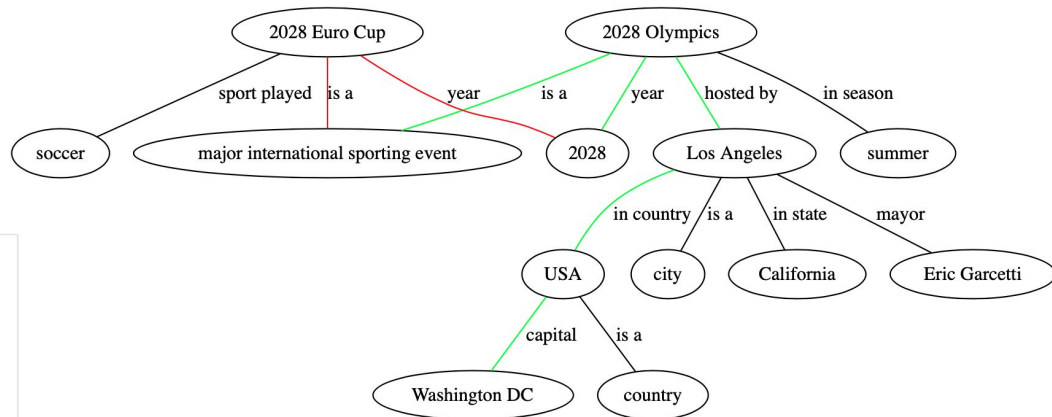 2028 Euro Cup
2028 Olympics
sport played
is a
year
is a
year
hosted by
in season
soccer
major international sporting event
2028
Los Angeles
summer
in country
is a
in state
mayor
USA
city
California
Eric Garcetti
capital
is a
Washington DC
country